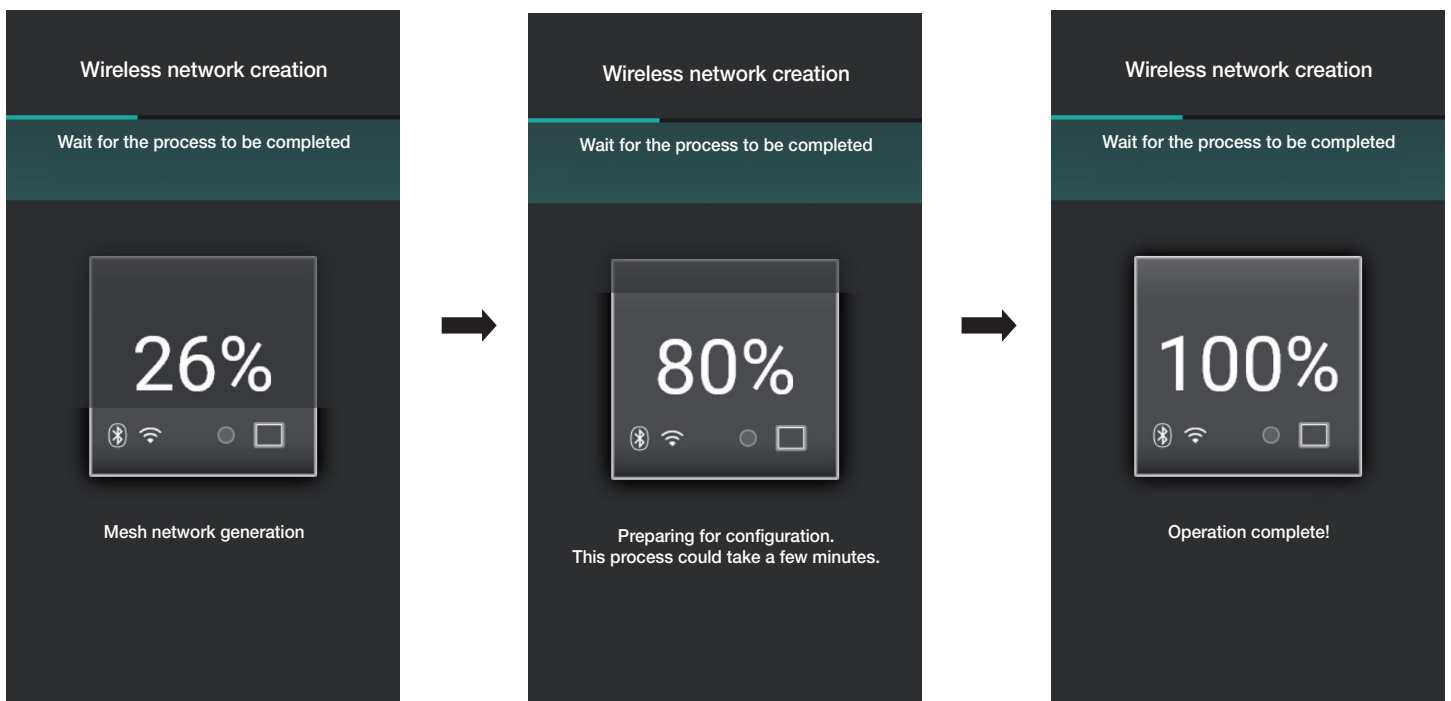 Wireless network creation
Wait for the process to be completed
26%
Mesh network generation
Wireless network creation
Wait for the process to be completed
80%
Preparing for configuration.
This process could take a few minutes.
Wireless network creation
Wait for the process to be completed
100%
Operation complete!